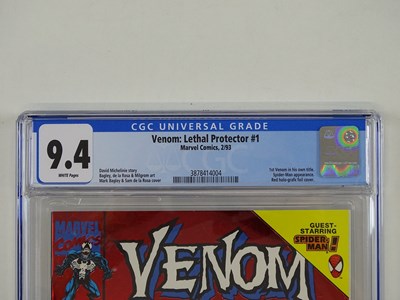 CGC UNIVERSAL GRADE
9.4
WHITE Pages
Venom: Lethal Protector #1
Marvel Comics, 2/93
David Michelinie story
Bagley, de la Rosa & Milgrom art
Mark Bagley & Sam de la Rosa cover
1st Venom in his own title.
Spider-Man appearance.
Red holo-grafx foil cover.
3878414004
MARVEL
COMICS
VENOM
GUEST-
STARRING
SPIDER-
MAN!